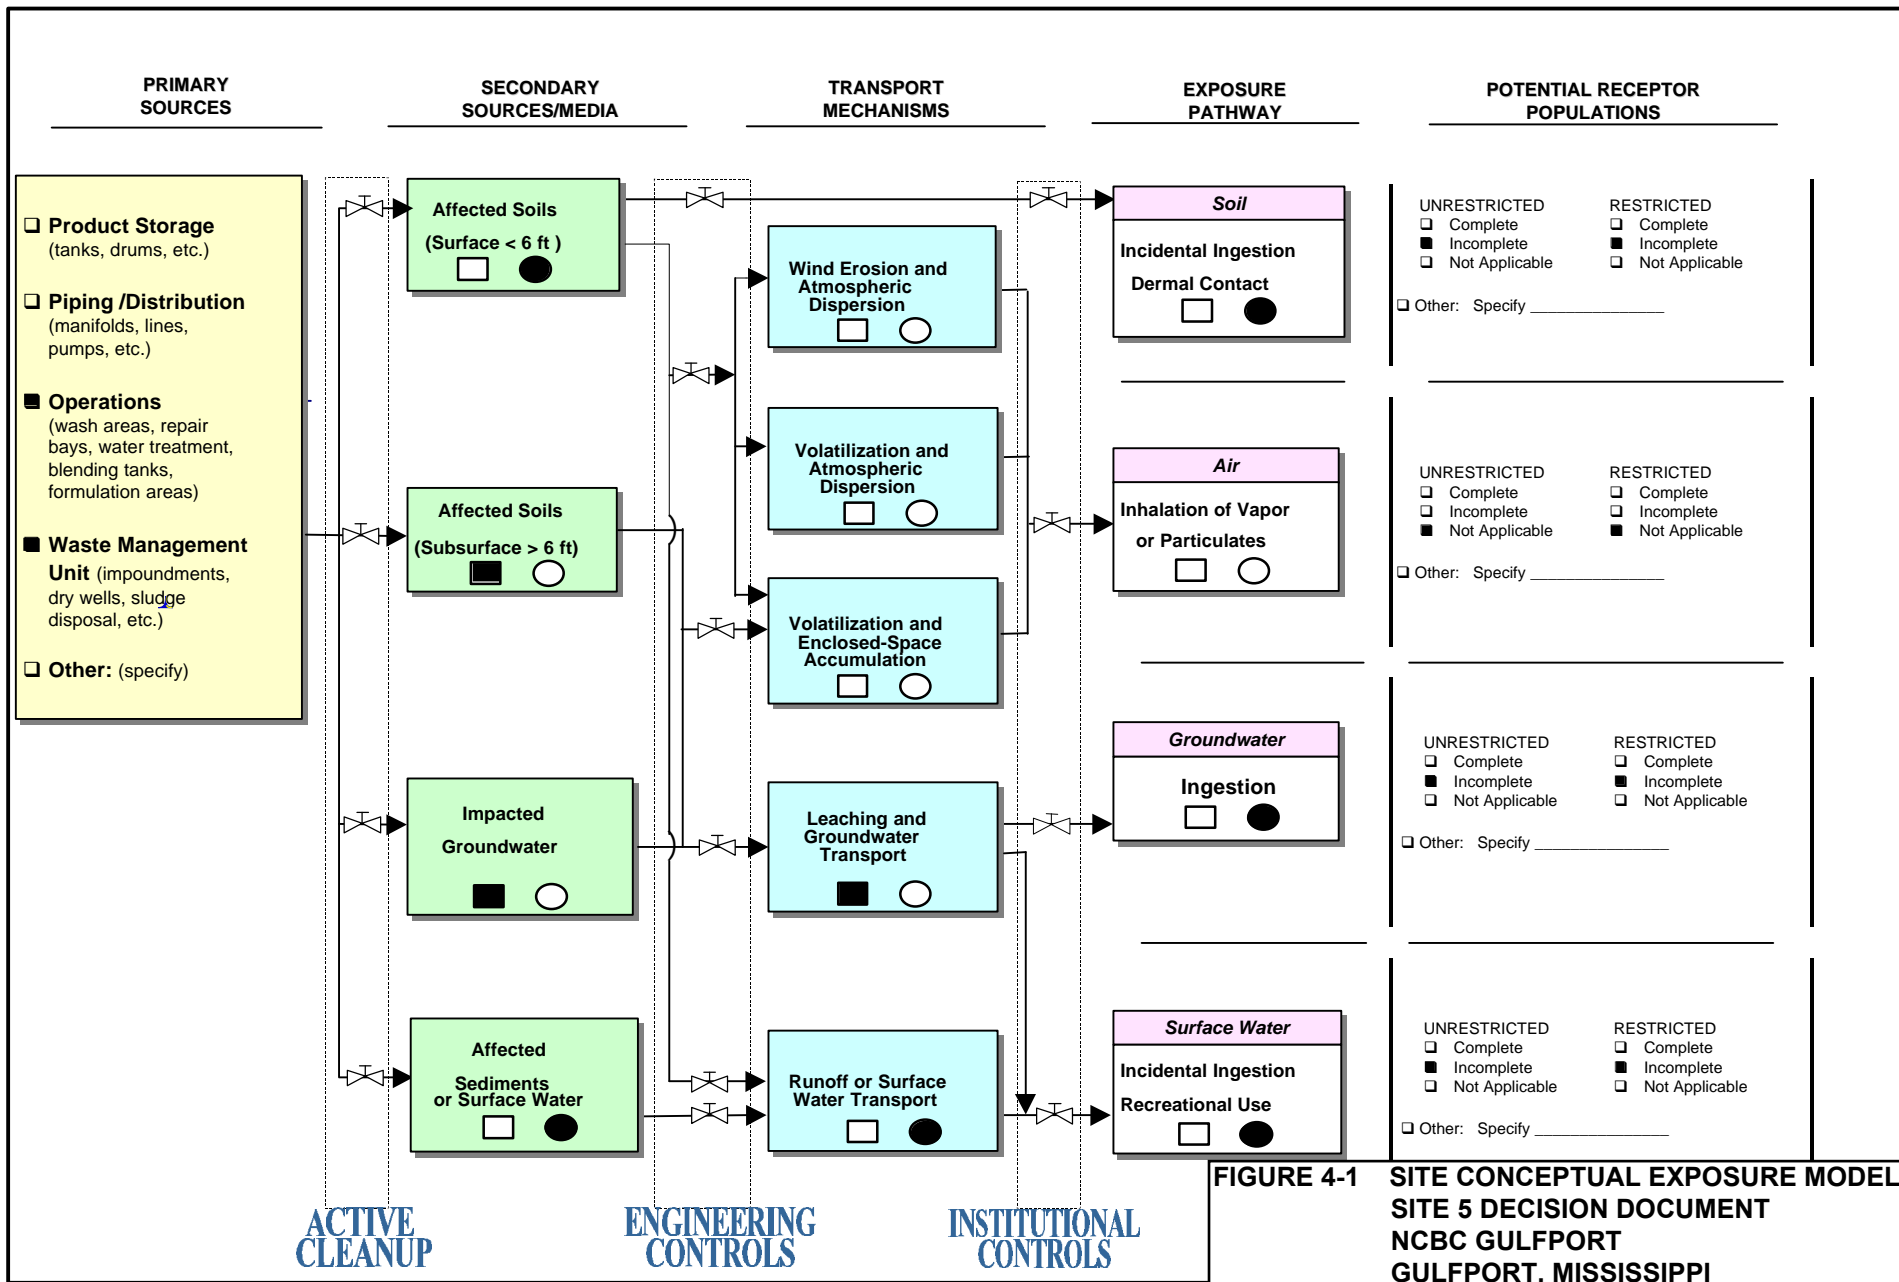 PRIMARY
SOURCES
SECONDARY
SOURCES/MEDIA
TRANSPORT
MECHANISMS
EXPOSURE
PATHWAY
POTENTIAL RECEPTOR
POPULATIONS
❑ Product Storage
(tanks, drums, etc.)
❑ Piping /Distribution
(manifolds, lines,
pumps, etc.)
■ Operations
(wash areas, repair
bays, water treatment,
blending tanks,
formulation areas)
■ Waste Management
Unit (impoundments,
dry wells, sludge
disposal, etc.)
❑ Other: (specify)
Affected Soils
(Surface < 6 ft )
Affected Soils
(Subsurface > 6 ft)
Impacted
Groundwater
Affected
Sediments
or Surface Water
Wind Erosion and
Atmospheric
Dispersion
Volatilization and
Atmospheric
Dispersion
Volatilization and
Enclosed-Space
Accumulation
Leaching and
Groundwater
Transport
Runoff or Surface
Water Transport
Soil
Incidental Ingestion
Dermal Contact
Air
Inhalation of Vapor
or Particulates
Groundwater
Ingestion
Surface Water
Incidental Ingestion
Recreational Use
UNRESTRICTED RESTRICTED
❑ Complete ❑ Complete
■ Incomplete ■ Incomplete
❑ Not Applicable ❑ Not Applicable
❑ Other: Specify _______________
UNRESTRICTED RESTRICTED
❑ Complete ❑ Complete
❑ Incomplete ❑ Incomplete
■ Not Applicable ■ Not Applicable
❑ Other: Specify _______________
UNRESTRICTED RESTRICTED
❑ Complete ❑ Complete
■ Incomplete ■ Incomplete
❑ Not Applicable ❑ Not Applicable
❑ Other: Specify _______________
UNRESTRICTED RESTRICTED
❑ Complete ❑ Complete
■ Incomplete ■ Incomplete
❑ Not Applicable ❑ Not Applicable
❑ Other: Specify _______________
ACTIVE
CLEANUP
ENGINEERING
CONTROLS
INSTITUTIONAL
CONTROLS
FIGURE 4-1 SITE CONCEPTUAL EXPOSURE MODEL
SITE 5 DECISION DOCUMENT
NCBC GULFPORT
GULFPORT, MISSISSIPPI